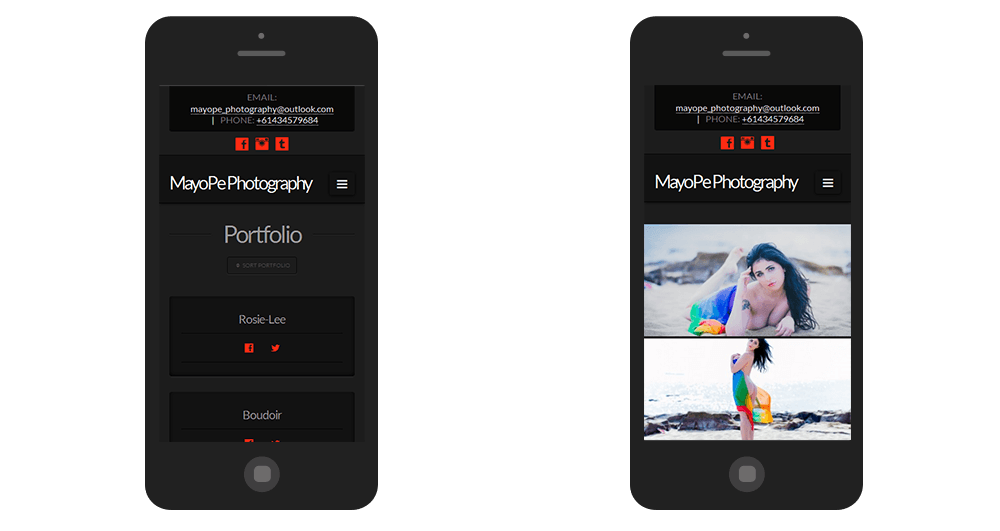 EMAIL:
mayope_photography@outlook.com
| PHONE: +61434579684
MayoPe Photography
Portfolio
+ SORT PORTFOLIO
Rosie-Lee
Boudoir
EMAIL:
mayope_photography@outlook.com
| PHONE: +61434579684
MayoPe Photography